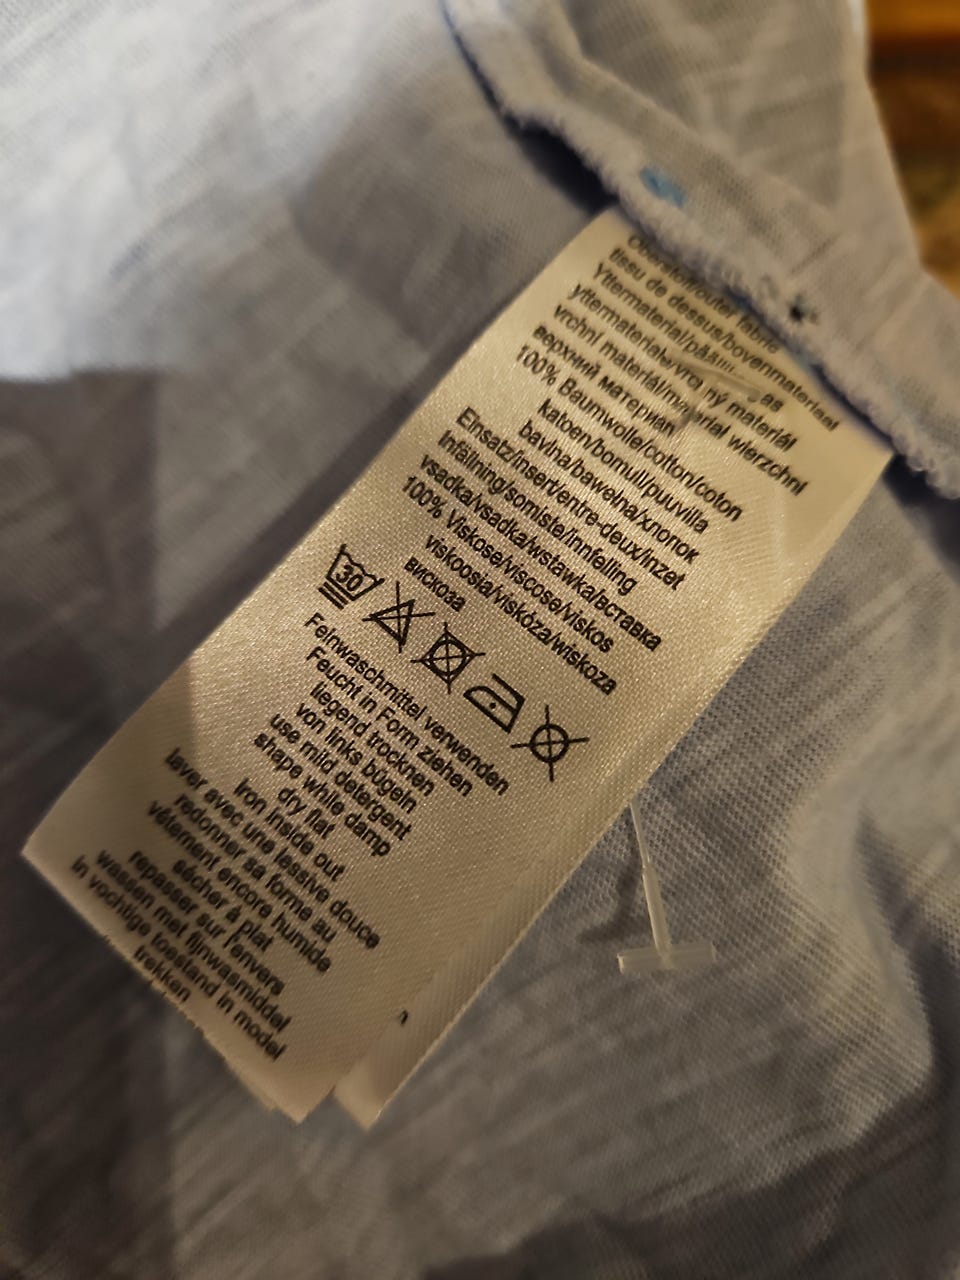 Oberstoff/outer fabric
tissu de dessus/bovenmateriaal
Yttermaterial/
yttermateriale/
vrchní materiál/materiał wierzchni
верхний материал
100% Baumwolle/cotton/coton
katoen/bomull/puuvilla
bavlna/bawełna/хлопок
Einsatz/insert/entre-deux/inzet
Infällning/somiste/Innfelling
vsadka/vsadka/wstawka/вставка
100% Viskose/viscose/viskos
viskoosia/viskóza/wiskoza
вискоза
30
Feinwaschmittel verwenden
Feucht in Form ziehen
liegend trocknen
von links bügeln
use mild detergent
shape while damp
dry flat
Iron inside out
laver avec une lessive douce
redonner sa forme au
vêtement encore humide
sécher à plat
repasser sur l'envers
wassen met fijnwasmiddel
In vochtige toestand in model
trekken